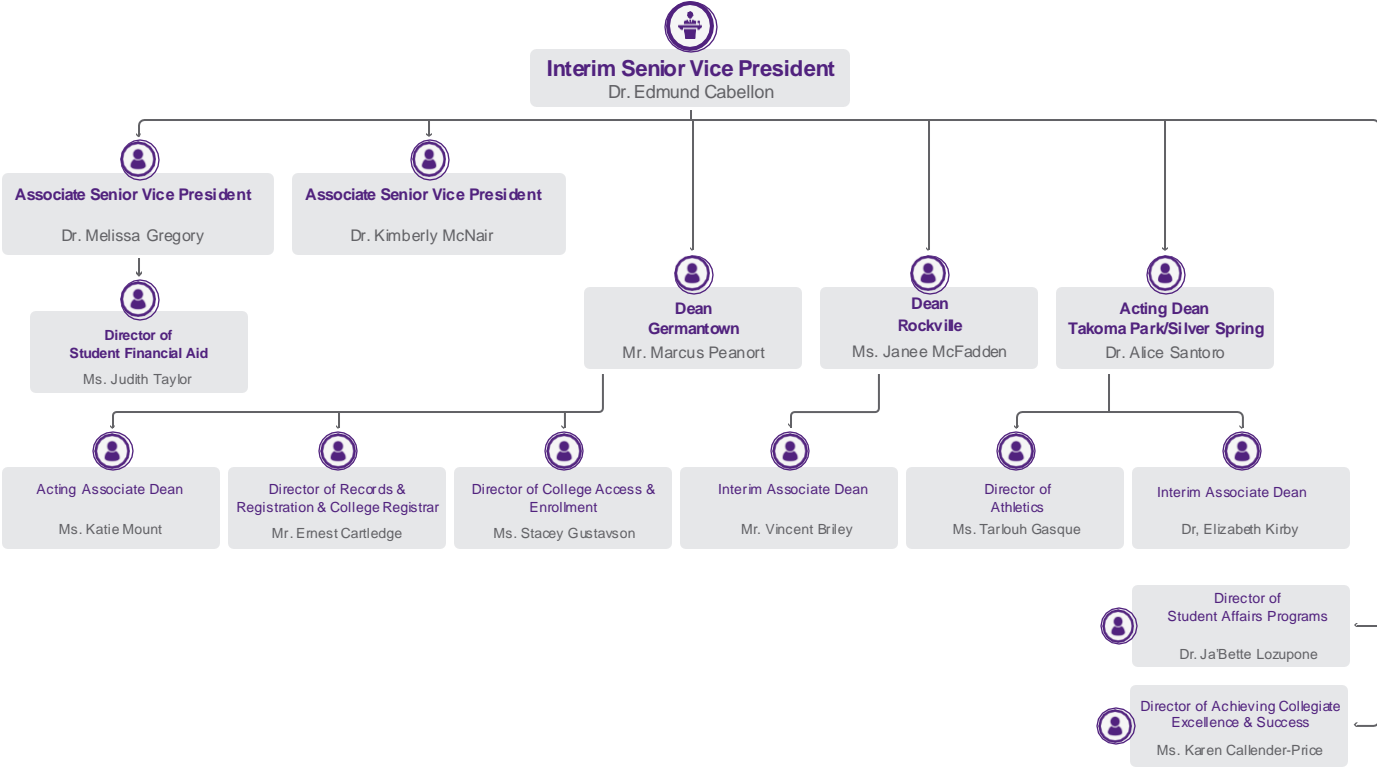 Interim Senior Vice President
Dr. Edmund Cabellon
Associate Senior Vice President
Dr. Melissa Gregory
Associate Senior Vice President
Dr. Kimberly McNair
Director of
Student Financial Aid
Ms. Judith Taylor
Dean
Germantown
Mr. Marcus Peanort
Dean
Rockville
Ms. Janee McFadden
Acting Dean
Takoma Park/Silver Spring
Dr. Alice Santoro
Acting Associate Dean
Ms. Katie Mount
Director of Records &
Registration & College Registrar
Mr. Ernest Cartledge
Director of College Access &
Enrollment
Ms. Stacey Gustavson
Interim Associate Dean
Mr. Vincent Briley
Director of
Athletics
Ms. Tarlouh Gasque
Interim Associate Dean
Dr, Elizabeth Kirby
Director of
Student Affairs Programs
Dr. Ja'Bette Lozupone
Director of Achieving Collegiate
Excellence & Success
Ms. Karen Callender-Price